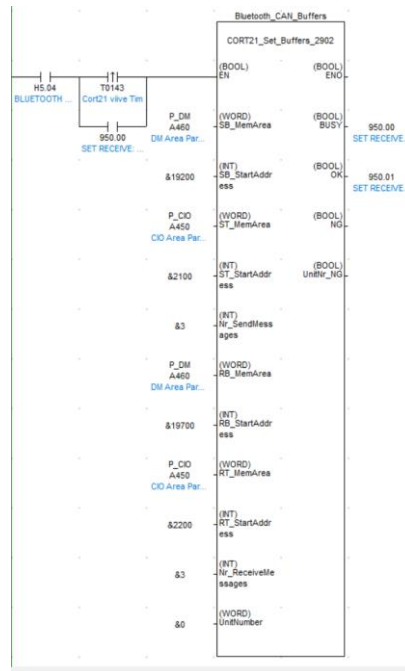 Bluetooth_CAN_Buffers
CORT21_Set_Buffers_2902
(BOOL)
EN
(BOOL)
ENO
H5.04
BLUETOOTH ...
T0143
Cort21 viive Tim
950.00
SET RECEIVE: ...
P_DM
A460
DM Area Par...
(WORD)
SB_MemArea
(BOOL)
BUSY
950.00
SET RECEIVE:
&19200
(INT)
SB_StartAddr
ess
(BOOL)
OK
950.01
SET RECEIVE:
P_CIO
A450
CIO Area Par...
(WORD)
ST_MemArea
(BOOL)
NG
&2100
(INT)
ST_StartAddr
ess
(BOOL)
UnitNr_NG
&3
(INT)
Nr_SendMess
ages
P_DM
A460
DM Area Par...
(WORD)
RB_MemArea
&19700
(INT)
RB_StartAddr
ess
P_CIO
A450
CIO Area Par...
(WORD)
RT_MemArea
&2200
(INT)
RT_StartAddr
ess
&3
(INT)
Nr_ReceiveMe
ssages
&0
(WORD)
UnitNumber